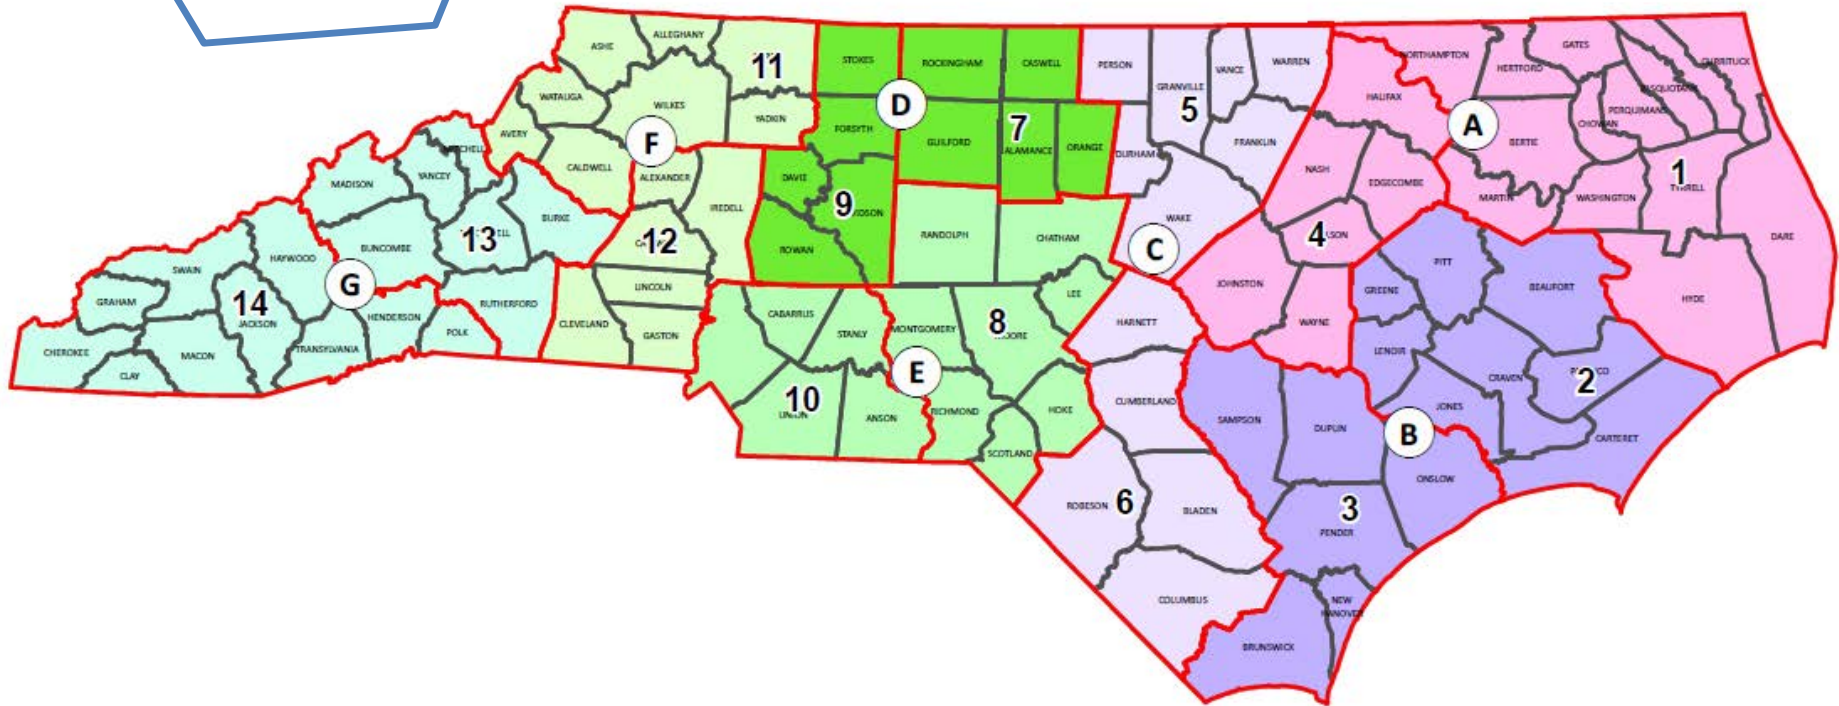 ALLEGHANY
ASHE
11
STOKES
ROCKINGHAM
CASWELL
PERSON
VANCE
WARREN
NORTHAMPTON
GATES
HERTFORD
CURRITUCK
WATAUGA
WILKES
YADKIN
D
GRANVILLE
5
HALIFAX
A
PASQUOTANK
PERQUIMANS
CHOWAN
AVERY
F
FORSYTH
GUILFORD
7
ALAMANCE
ORANGE
DURHAM
FRANKLIN
BERTIE
MITCHELL
CALDWELL
ALEXANDER
DAVIE
NASH
EDGECOMBE
1
MADISON
YANCEY
IREDELL
9
MARTIN
WASHINGTON
BURKE
WAKE
BUNCOMBE
13
12
ROWAN
RANDOLPH
CHATHAM
C
4
DARE
HAYWOOD
SWAIN
G
PITT
GRAHAM
14
JACKSON
HENDERSON
RUTHERFORD
LINCOLN
LEE
JOHNSTON
GREENE
BEAUFORT
HYDE
POLK
CLEVELAND
GASTON
CABARRUS
STANLY
MONTGOMERY
8
HARNETT
WAYNE
CHEROKEE
MACON
TRANSYLVANIA
CLAY
LENOIR
E
10
ANSON
RICHMOND
HOKE
CUMBERLAND
CRAVEN
2
SCOTLAND
SAMPSON
DUPLIN
JONES
B
CARTERET
ONSLOW
ROBESON
6
BLADEN
3
PENDER
COLUMBUS
NEW
HANOVER
BRUNSWICK